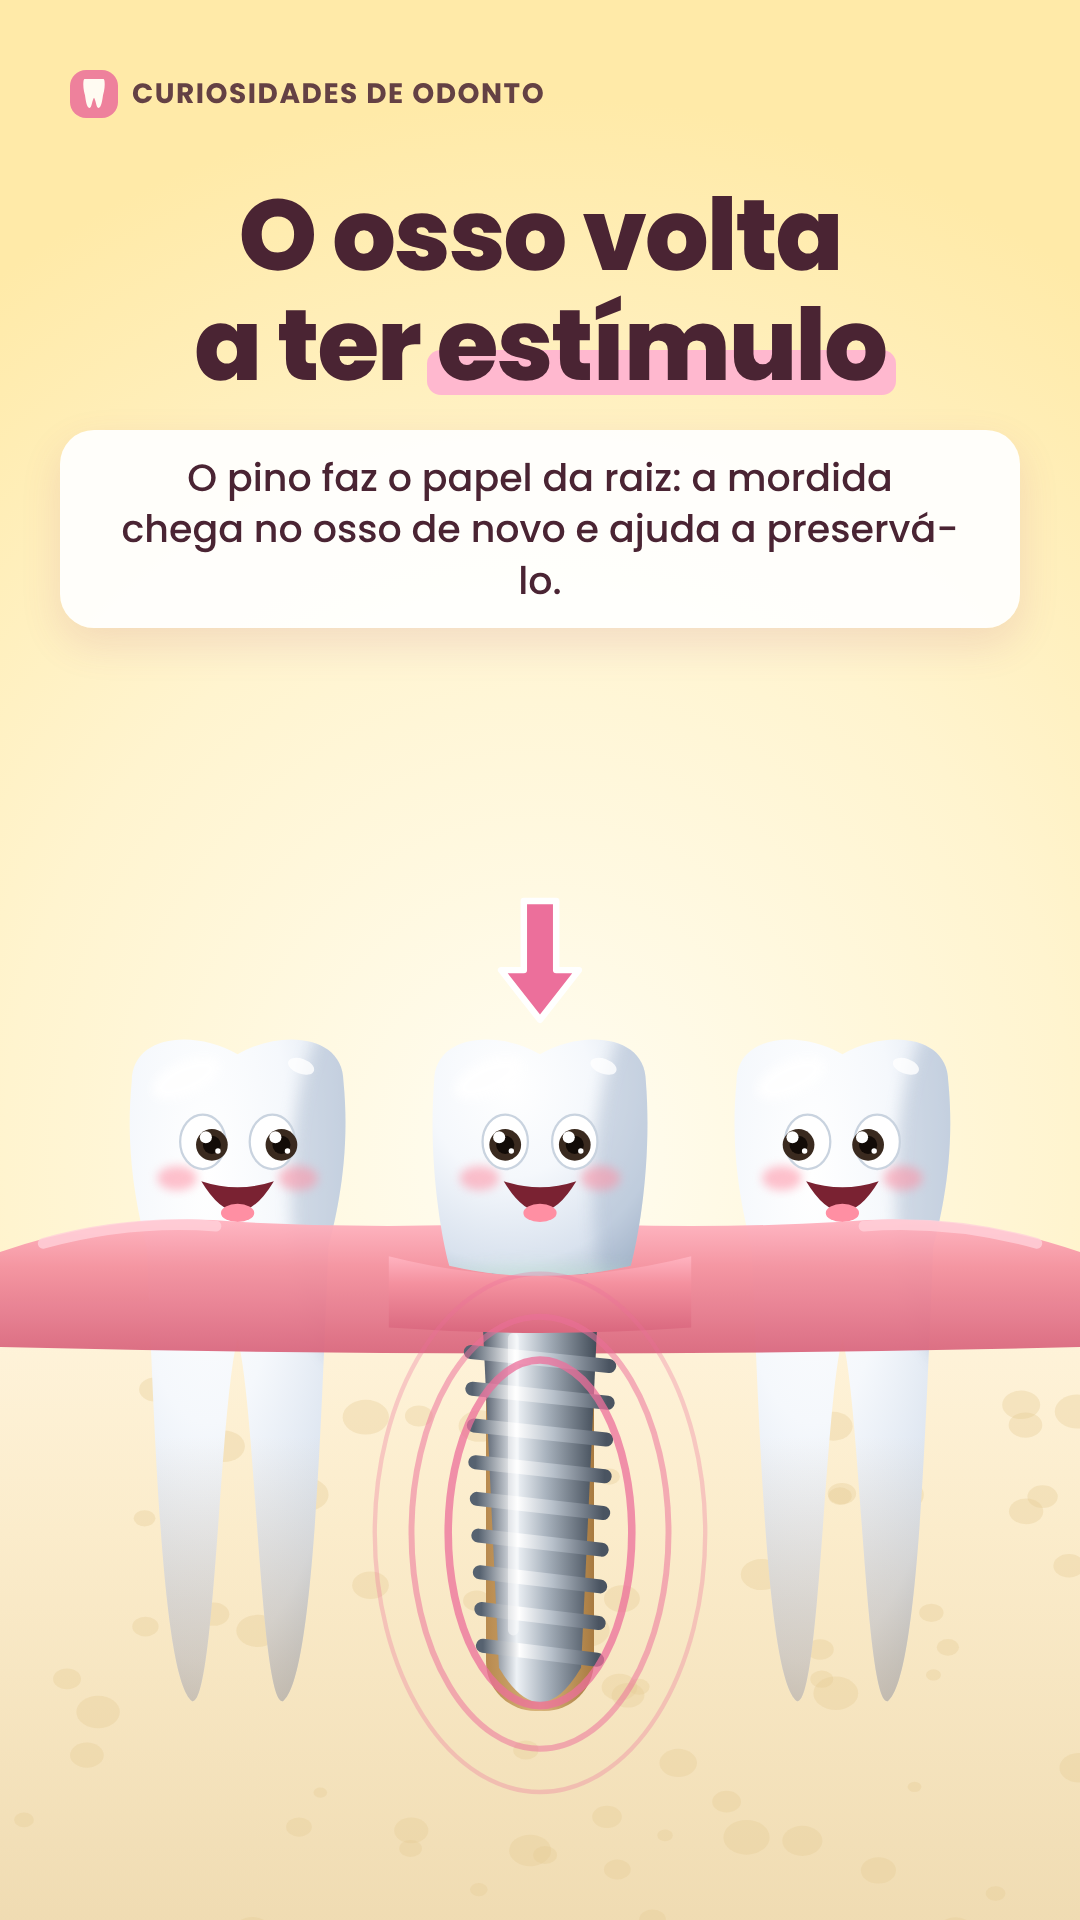 CURIOSIDADES DE ODONTO
O osso volta
a ter estímulo
O pino faz o papel da raiz: a mordida
chega no osso de novo e ajuda a preservá-
lo.